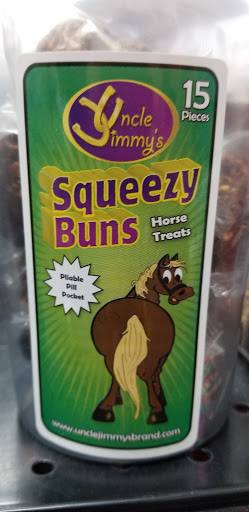 Uncle
Jimmy's
15
Pieces
Squeezy
Buns
Horse
Treats
Pliable
Pill
Pocket
www.unclejimmysbrand.com